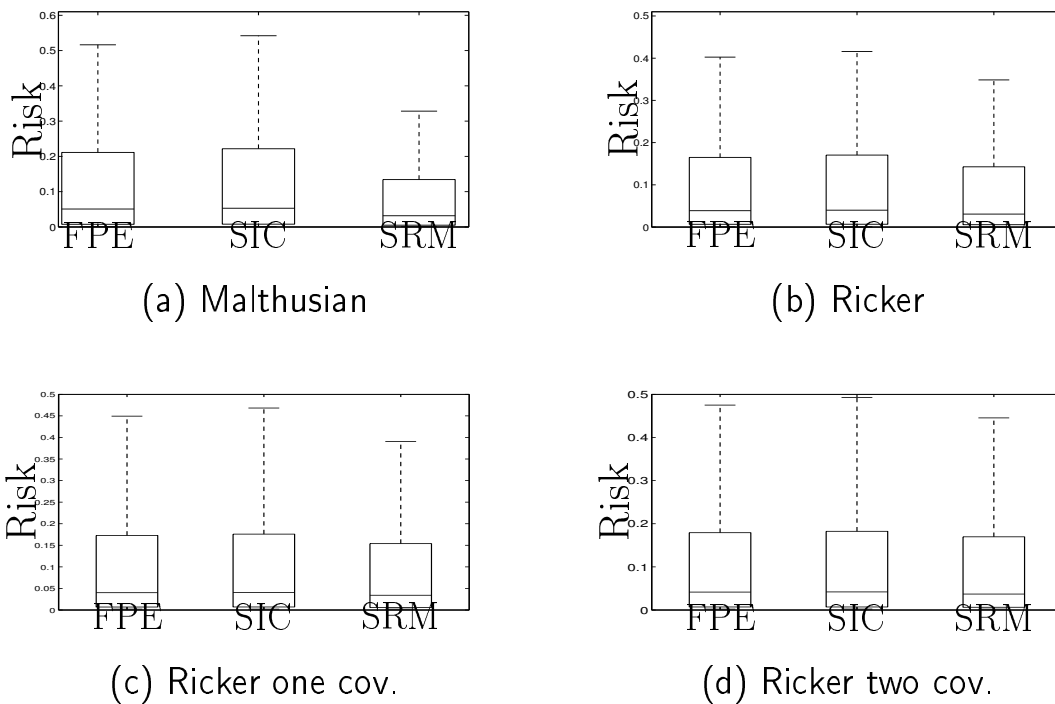 0.6
0.5
0.4
0.3
0.2
0.1
0
Risk
FPE SIC SRM
(a) Malthusian
0.5
0.4
0.3
0.2
0.1
0
Risk
FPE SIC SRM
(b) Ricker
0.5
0.45
0.4
0.35
0.3
0.25
0.2
0.15
0.1
0.05
0
Risk
FPE SIC SRM
(c) Ricker one cov.
0.5
0.4
0.3
0.2
0.1
0
Risk
FPE SIC SRM
(d) Ricker two cov.